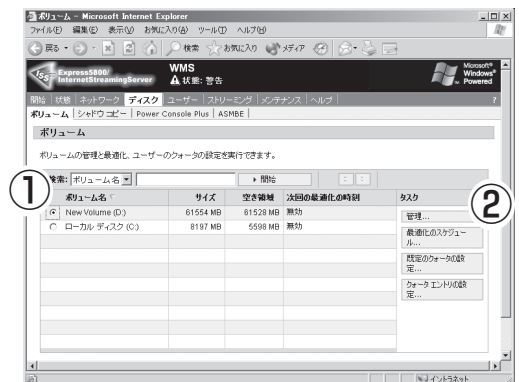 ボリューム - Microsoft Internet Explorer
ファイル(F) 編集(E) 表示(V) お気に入り(A) ツール(T) ヘルプ(H)
戻る 検索 お気に入り メディア
ISS Express5800/ InternetStreamingServer
WMS
状態: 警告
Microsoft® Windows® Powered
開始 | 状態 | ネットワーク | ディスク | ユーザー | ストリーミング | メンテナンス | ヘルプ | ?
ボリューム | シャドウ コピー | Power Console Plus | ASMBE |
ボリューム
ボリュームの管理と最適化、ユーザーのクォータの設定を実行できます。
①
検索: ボリューム名 開始
②
ボリューム名 サイズ 空き領域 次回の最適化の時刻 タスク
New Volume (D:) 61554 MB 61528 MB 無効
ローカル ディスク (C:) 8197 MB 5598 MB 無効
管理...
最適化のスケジュー
ル...
既定のクォータの設
定...
クォータ エントリの設
定...
イントラネット